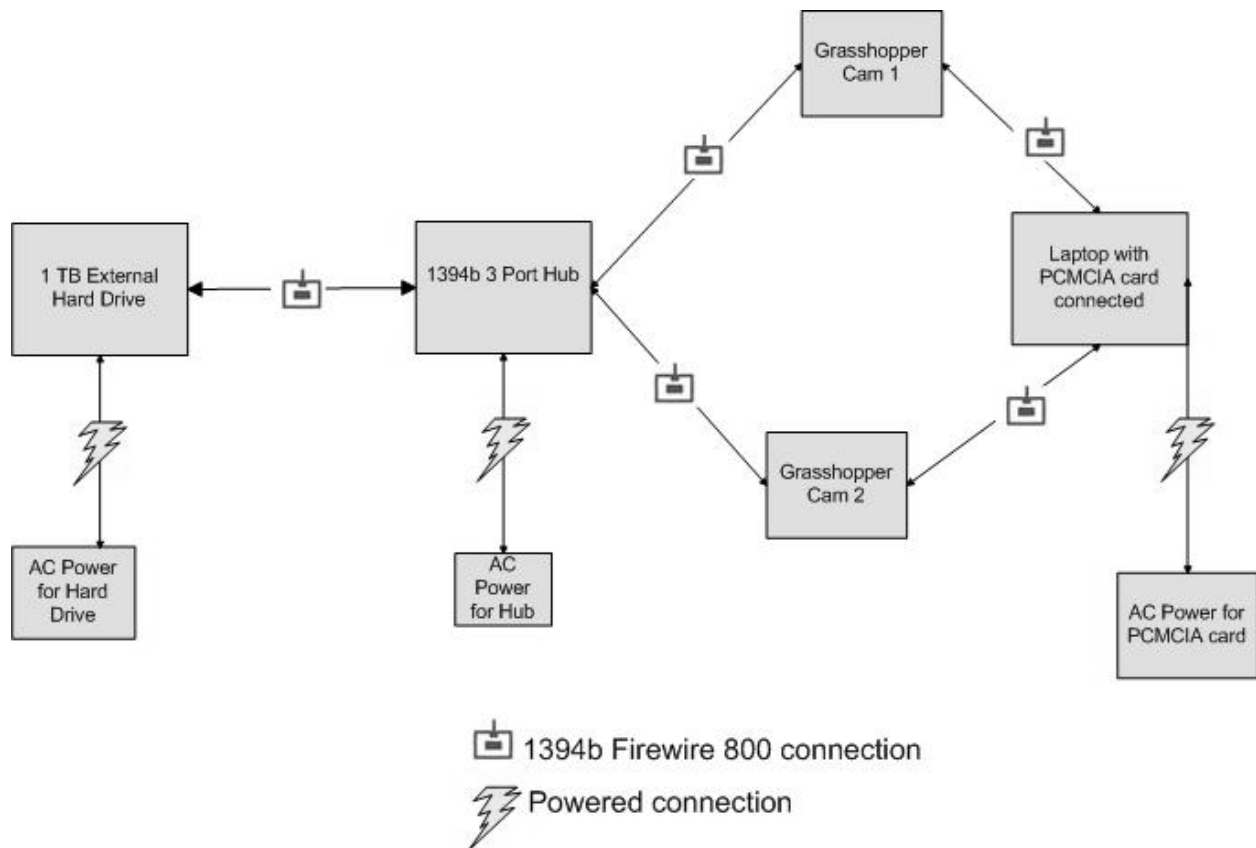 Grasshopper
Cam 1
1 TB External
Hard Drive
1394b 3 Port Hub
Laptop with
PCMCIA card
connected
Grasshopper
Cam 2
AC Power
for Hard
Drive
AC
Power
for Hub
AC Power for
PCMCIA card
1394b Firewire 800 connection
Powered connection